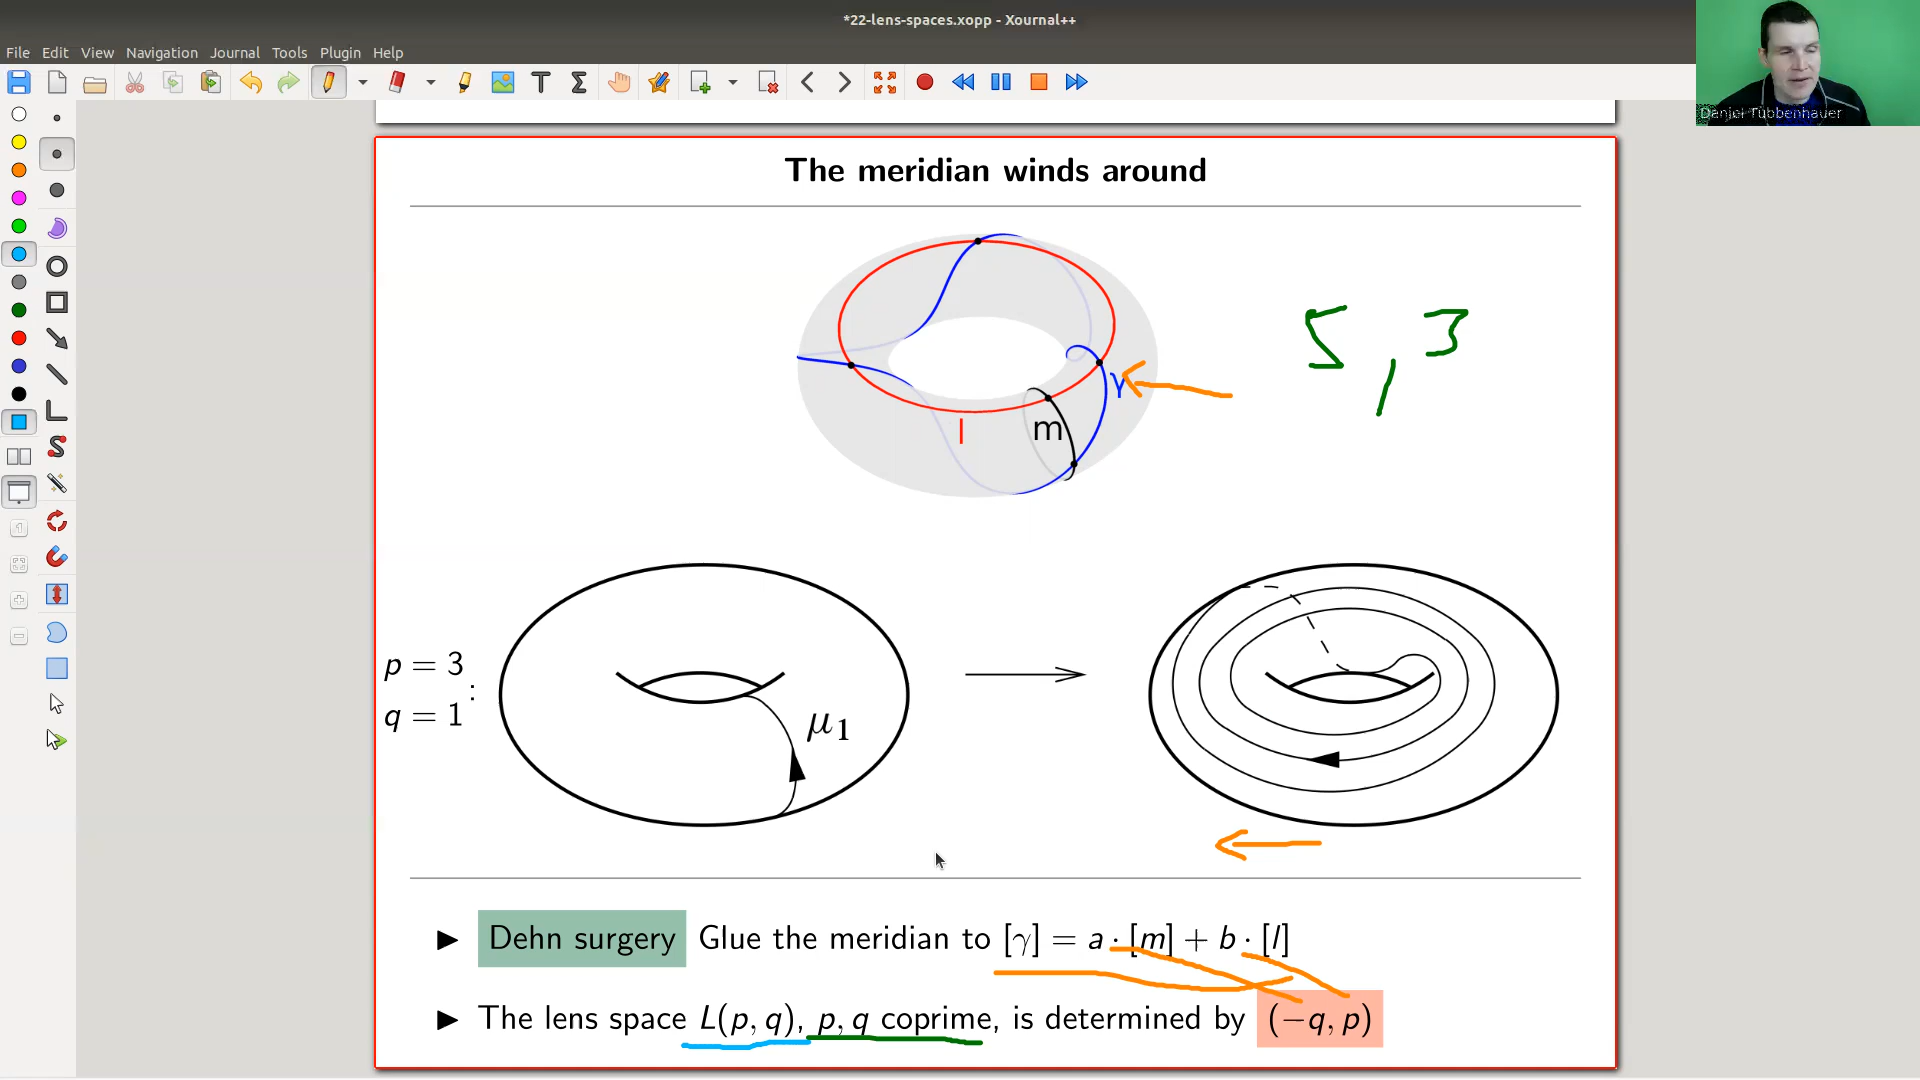 *22-lens-spaces.xopp - Xournal++
File Edit View Navigation Journal Tools Plugin Help
Daniel Tubbenhauer
The meridian winds around
5 , 3
γ
l
m
p = 3
q = 1
:
μ1
▶ Dehn surgery Glue the meridian to [γ] = a · [m] + b · [l]
▶ The lens space L(p, q), p, q coprime, is determined by (−q, p)